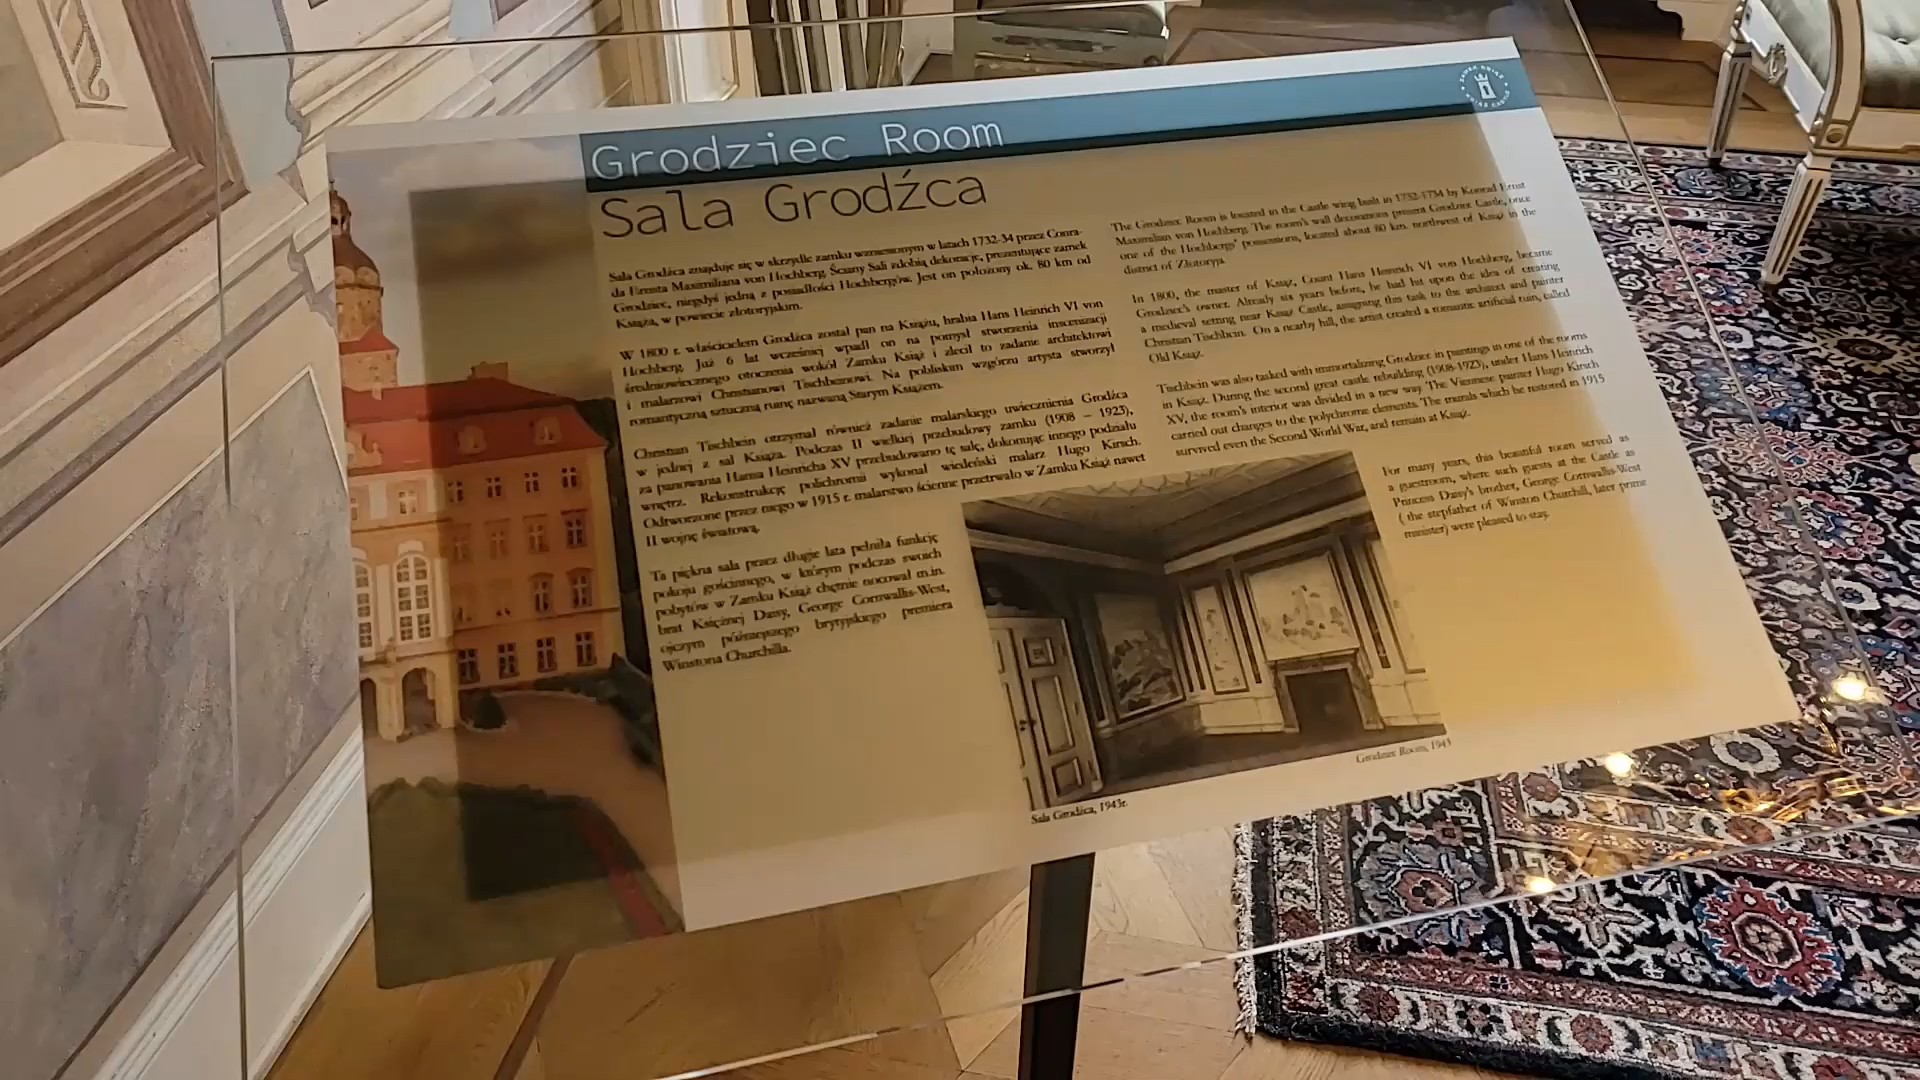 Grodziec Room
Sala Grodźca
Sala Grodźca znajduje się w skrzydle zamku wzniesionym w latach 1732-34 przez Conra-
da Ernsta Maximiliana von Hochberg. Ściany Sali zdobią dekoracje, prezentujące zamek
Grodziec, niegdyś jedną z posiadłości Hochbergów. Jest on położony ok. 80 km od
Książa, w powiecie złotoryjskim.
W 1800 r. właścicielem Grodźca został pan na Książu, hrabia Hans Heinrich VI von
Hochberg. Już 6 lat wcześniej wpadł on na pomysł stworzenia inscenizacji
średniowiecznego otoczenia wokół Zamku Książ i zlecił to zadanie architektowi
i malarzowi Christianowi Tischbeinowi. Na pobliskim wzgórzu artysta stworzył
romantyczną sztuczną ruinę nazwaną Starym Książem.
Christian Tischbein otrzymał również zadanie malarskiego uwiecznienia Grodźca
w jednej z sal Książa. Podczas II wielkiej przebudowy zamku (1908 – 1923),
za panowania Hansa Heinricha XV przebudowano tę salę, dokonując innego podziału
wnętrz. Rekonstrukcję polichromii wykonał wiedeński malarz Hugo Kirsch.
Odtworzone przez niego w 1915 r. malarstwo ścienne przetrwało w Zamku Książ nawet
II wojnę światową.
Ta piękna sala przez długie lata pełniła funkcję
pokoju gościnnego, w którym podczas swoich
pobytów w Zamku Książ chętnie nocował m.in.
brat Księżnej Daisy, George Cornwallis-West,
ojczym późniejszego brytyjskiego premiera
Winstona Churchilla.
Sala Grodźca, 1943r.
The Grodziec Room is located in the Castle wing built in 1732-1734 by Konrad Ernst
Maximilian von Hochberg. The room's wall decorations present Grodziec Castle, once
one of the Hochbergs' possessions, located about 80 km. northwest of Książ in the
district of Złotoryja.
In 1800, the master of Książ, Count Hans Heinrich VI von Hochberg, became
Grodziec's owner. Already six years before, he had hit upon the idea of creating
a medieval setting near Książ Castle, assigning this task to the architect and painter
Christian Tischbein. On a nearby hill, the artist created a romantic artificial ruin, called
Old Książ.
Tischbein was also tasked with immortalizing Grodziec in paintings in one of the rooms
in Książ. During the second great castle rebuilding (1908-1923), under Hans Heinrich
XV, the room's interior was divided in a new way. The Viennese painter Hugo Kirsch
carried out changes to the polychrome elements. The murals which he restored in 1915
survived even the Second World War, and remain at Książ.
For many years, this beautiful room served as
a guestroom, where such guests at the Castle as
Princess Daisy's brother, George Cornwallis-West
( the stepfather of Winston Churchill, later prime
minister) were pleased to stay.
Grodziec Room, 1943